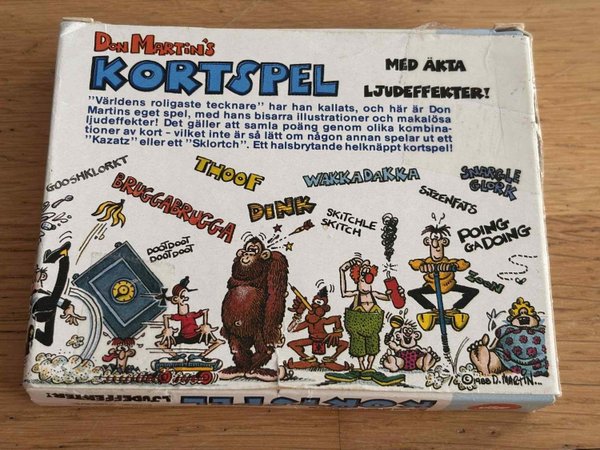 DON MARTIN'S
KORTSPEL
MED ÄKTA
LJUDEFFEKTER!
"Världens roligaste tecknare" har han kallats, och här är Don
Martins eget spel, med hans bisarra illustrationer och makalösa
ljudeffekter! Det gäller att samla poäng genom olika kombina-
tioner av kort – vilket inte är så lätt om någon annan spelar ut ett
"Kazatz" eller ett "Sklortch". Ett halsbrytande helknäppt kortspel!
GOOSHKLORKT
BRUGGABRUGGA
THOOF
DINK
WAKKADAKKA
SKITCHLE
SKITCH
SIZZENFATS
SNARGLE
GLORK
POING
GADOING
DOOTDOOT
DOOTDOOT
ZOON
©1988 D. MARTIN...
LJUDEFFEKTER!
KORTSPEL